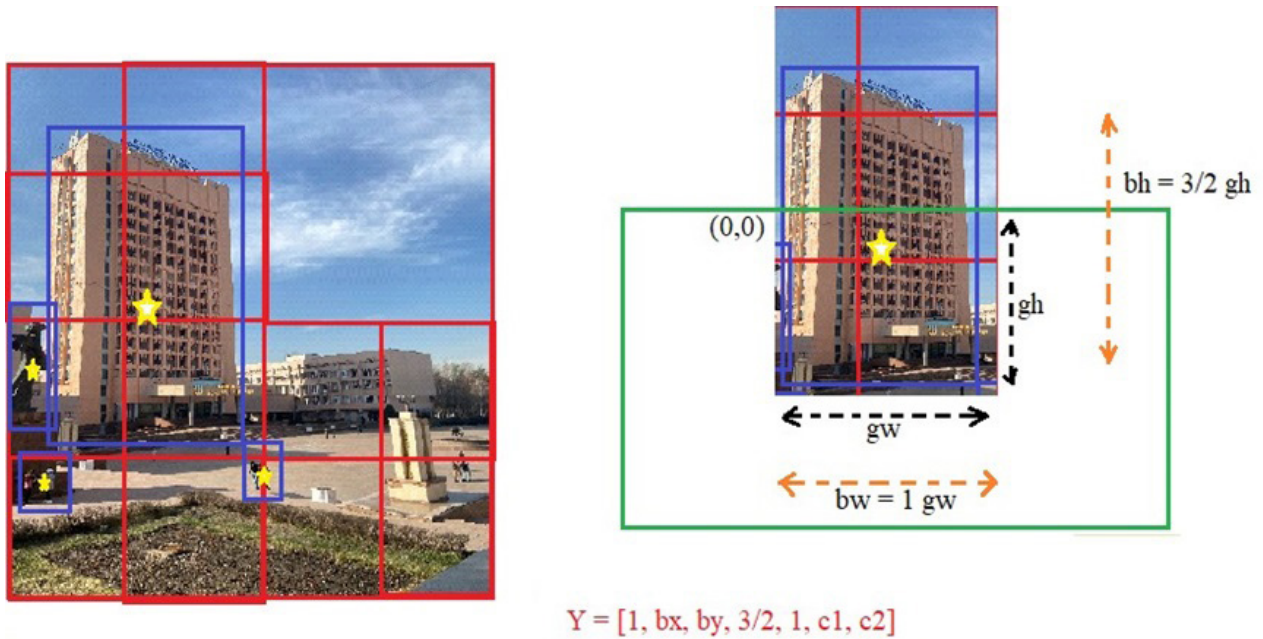 bh = 3/2 gh
(0,0)
gh
gw
bw = 1 gw
Y = [1, bx, by, 3/2, 1, c1, c2]